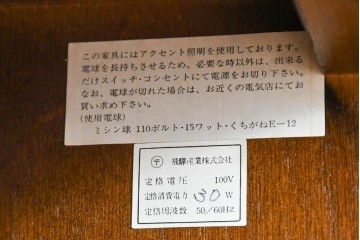 この家具にはアクセント照明を使用しております。
電球を長持ちさせるため、必要な時以外は、出来る
だけスイッチ・コンセントにて電源をお切り下さい。
なお、電球が切れた場合は、お近くの電気店にてお
買い求め下さい。
(使用電球)
ミシン球 110ボルト・15ワット・くちがねE−12
〒 飛驒産業株式会社
定格電圧 100V
定格消費電力 30W
定格周波数 50/60Hz